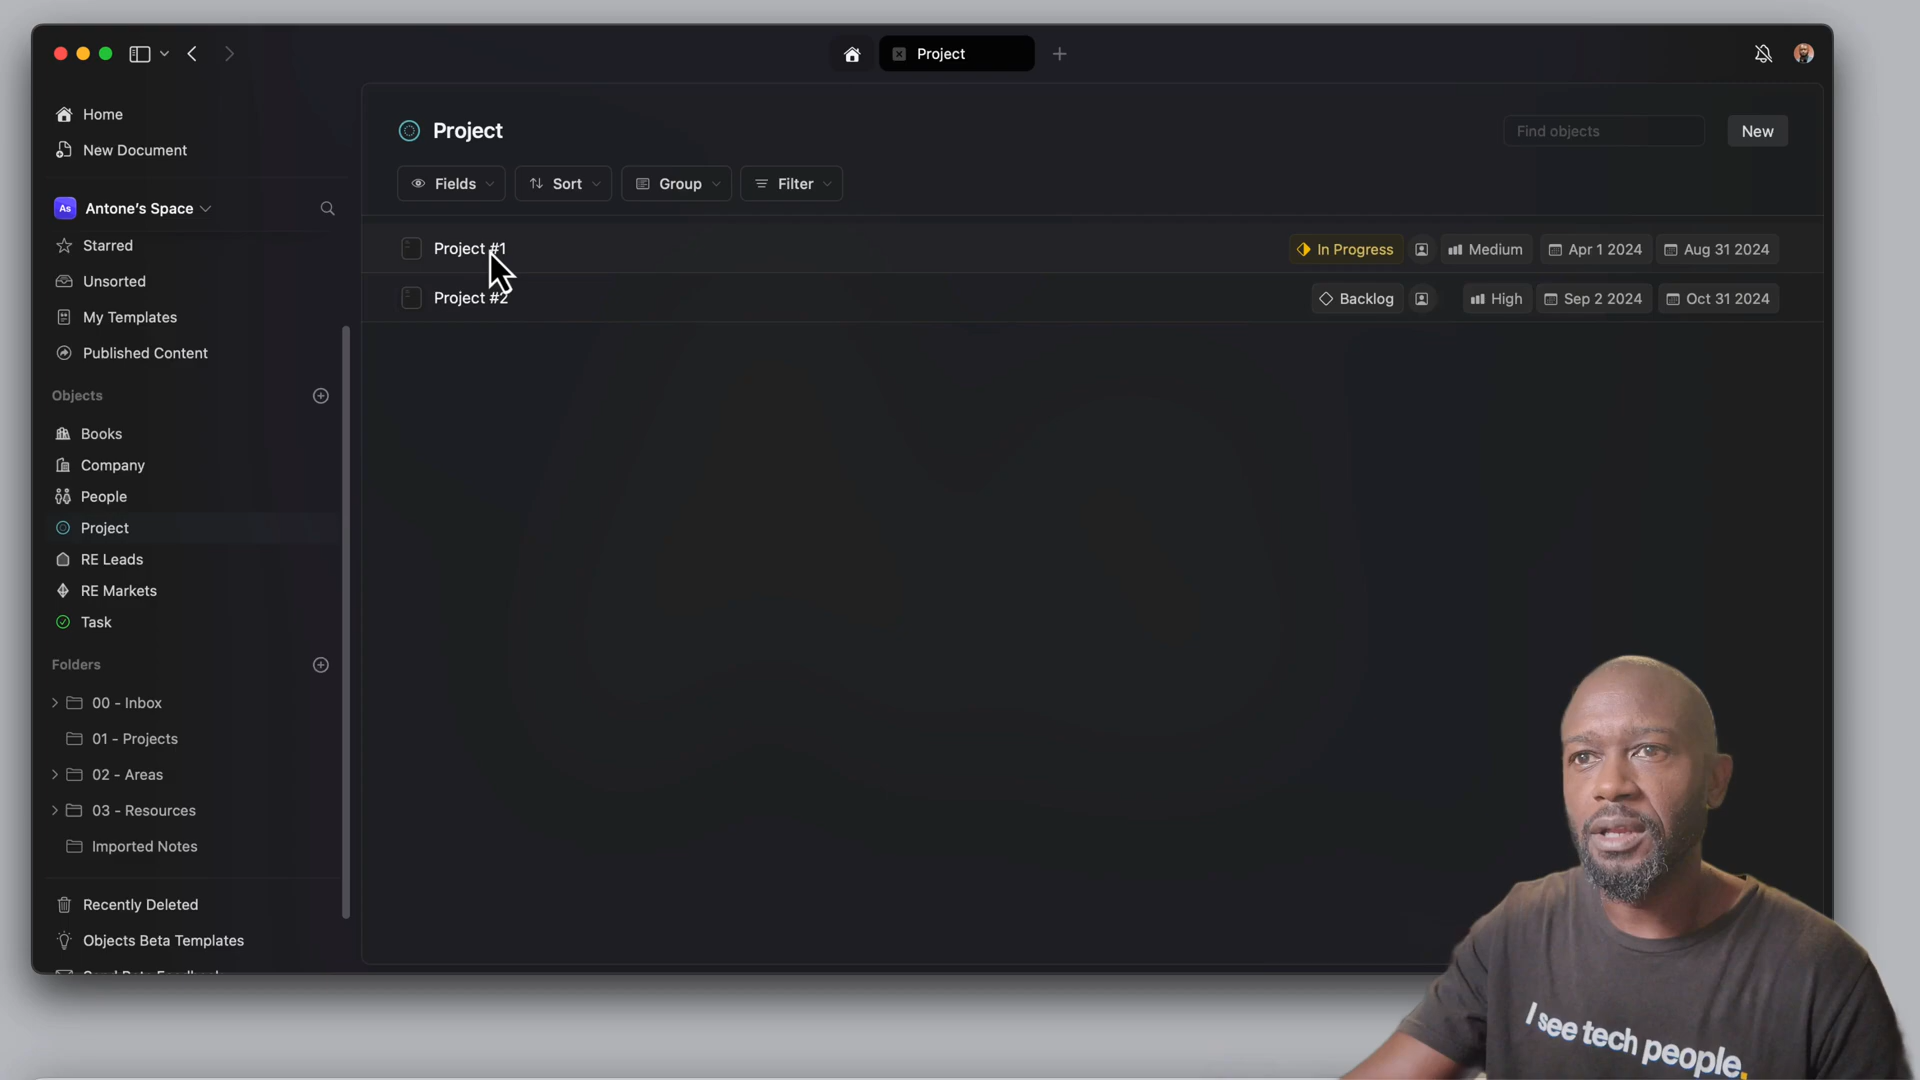 Project
Home
New Document
As Antone's Space
Starred
Unsorted
My Templates
Published Content
Objects
Books
Company
People
Project
RE Leads
RE Markets
Task
Folders
00 - Inbox
01 - Projects
02 - Areas
03 - Resources
Imported Notes
Recently Deleted
Objects Beta Templates
Project
Find objects
New
Fields
Sort
Group
Filter
Project #1
In Progress
Medium
Apr 1 2024
Aug 31 2024
Project #2
Backlog
High
Sep 2 2024
Oct 31 2024
I see tech people.